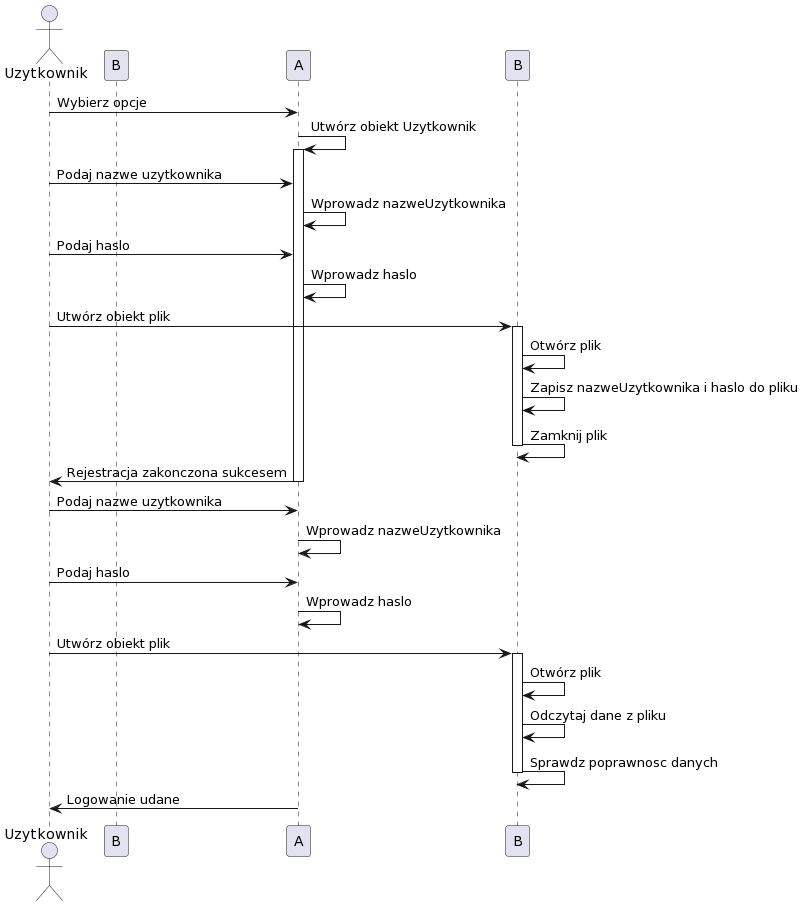 Uzytkownik
B
A
B
Wybierz opcje
Utwórz obiekt Uzytkownik
Podaj nazwe uzytkownika
Wprowadz nazweUzytkownika
Podaj haslo
Wprowadz haslo
Utwórz obiekt plik
Otwórz plik
Zapisz nazweUzytkownika i haslo do pliku
Zamknij plik
Rejestracja zakonczona sukcesem
Podaj nazwe uzytkownika
Wprowadz nazweUzytkownika
Podaj haslo
Wprowadz haslo
Utwórz obiekt plik
Otwórz plik
Odczytaj dane z pliku
Sprawdz poprawnosc danych
Logowanie udane
Uzytkownik
B
A
B